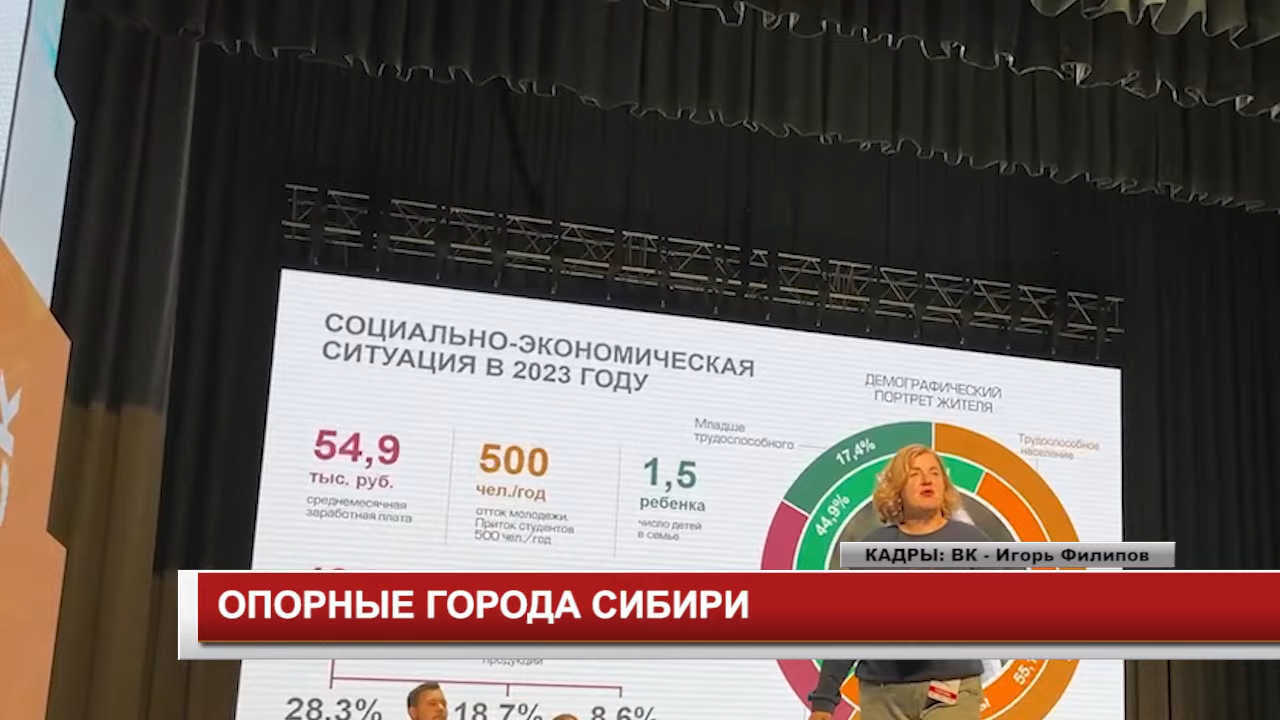 СОЦИАЛЬНО-ЭКОНОМИЧЕСКАЯ
СИТУАЦИЯ В 2023 ГОДУ
ДЕМОГРАФИЧЕСКИЙ
ПОРТРЕТ ЖИТЕЛЯ
Младше
трудоспособного
Трудоспособное
население
17,4%
44,9%
54,9
тыс. руб.
среднемесячная
заработная плата
500
чел./год
отток молодежи.
Приток студентов
500 чел./год
1,5
ребенка
число детей
в семье
КАДРЫ: ВК - Игорь Филипов
ОПОРНЫЕ ГОРОДА СИБИРИ
продукции
28,3%
18,7%
8,6%